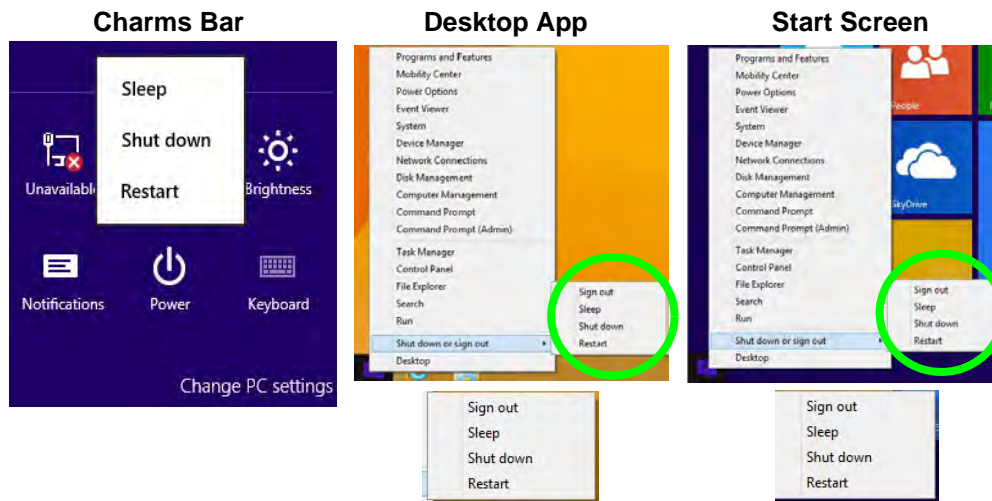 Charms Bar
Sleep
Shut down
Restart
Unavailabl
Brightness
Notifications
Power
Keyboard
Change PC settings
Desktop App
Programs and Features
Mobility Center
Power Options
Event Viewer
System
Device Manager
Network Connections
Disk Management
Computer Management
Command Prompt
Command Prompt (Admin)
Task Manager
Control Panel
File Explorer
Search
Run
Shut down or sign out
Desktop
Sign out
Sleep
Shut down
Restart
Sign out
Sleep
Shut down
Restart
Start Screen
Programs and Features
Mobility Center
Power Options
Event Viewer
System
Device Manager
Network Connections
Disk Management
Computer Management
Command Prompt
Command Prompt (Admin)
Task Manager
Control Panel
File Explorer
Search
Run
Shut down or sign out
Desktop
People
SkyDrive
Sign out
Sleep
Shut down
Restart
Sign out
Sleep
Shut down
Restart